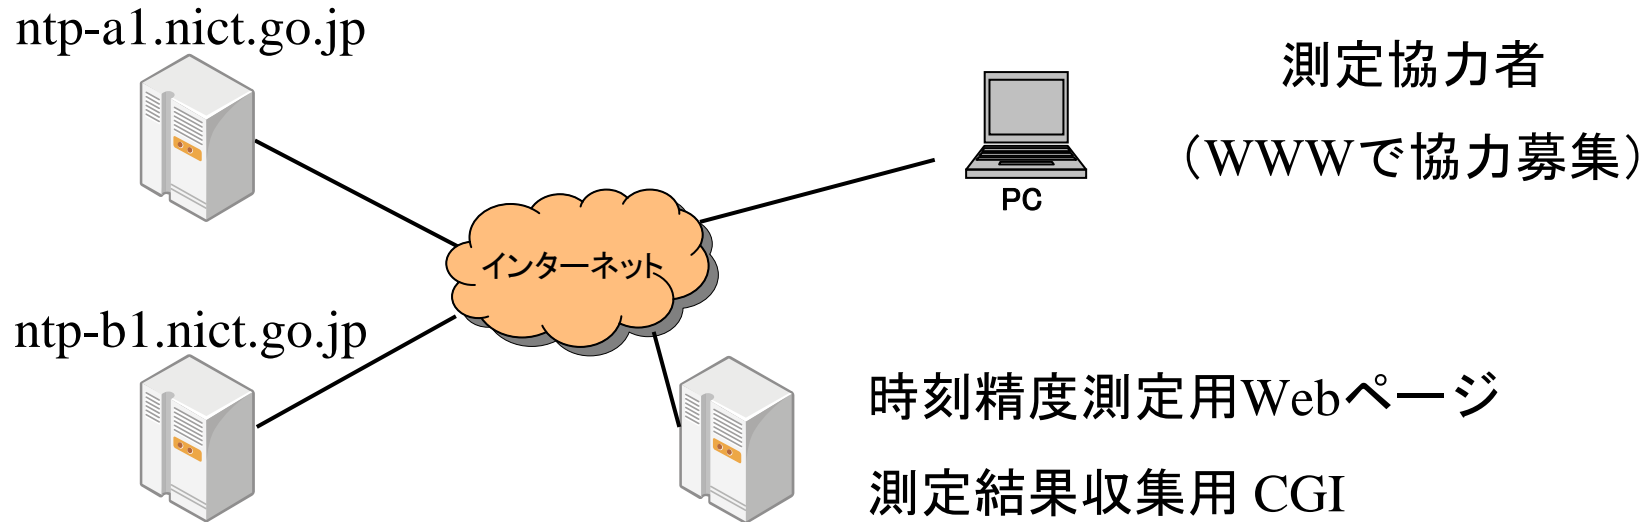 ntp-a1.nict.go.jp
測定協力者
（WWWで協力募集）
PC
インターネット
ntp-b1.nict.go.jp
時刻精度測定用Webページ
測定結果収集用 CGI